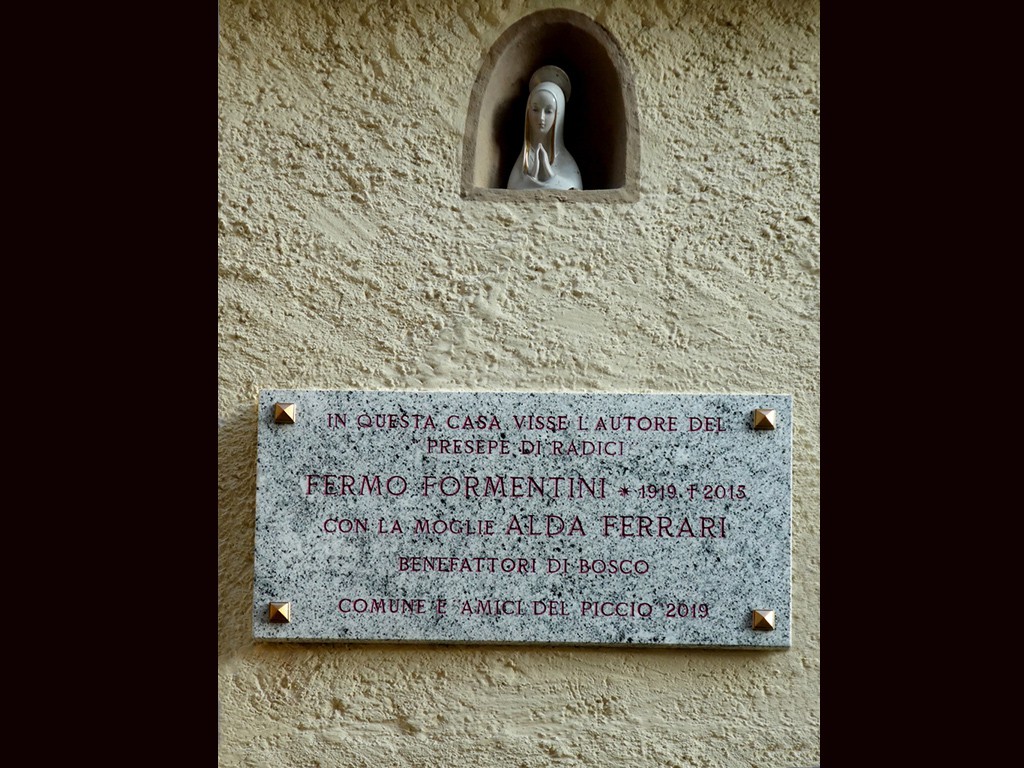 IN QUESTA CASA VISSE L'AUTORE DEL
PRESEPE DI RADICI
FERMO FORMENTINI * 1919 † 2015
CON LA MOGLIE ALDA FERRARI
BENEFATTORI DI BOSCO
COMUNE E AMICI DEL PICCIO 2019